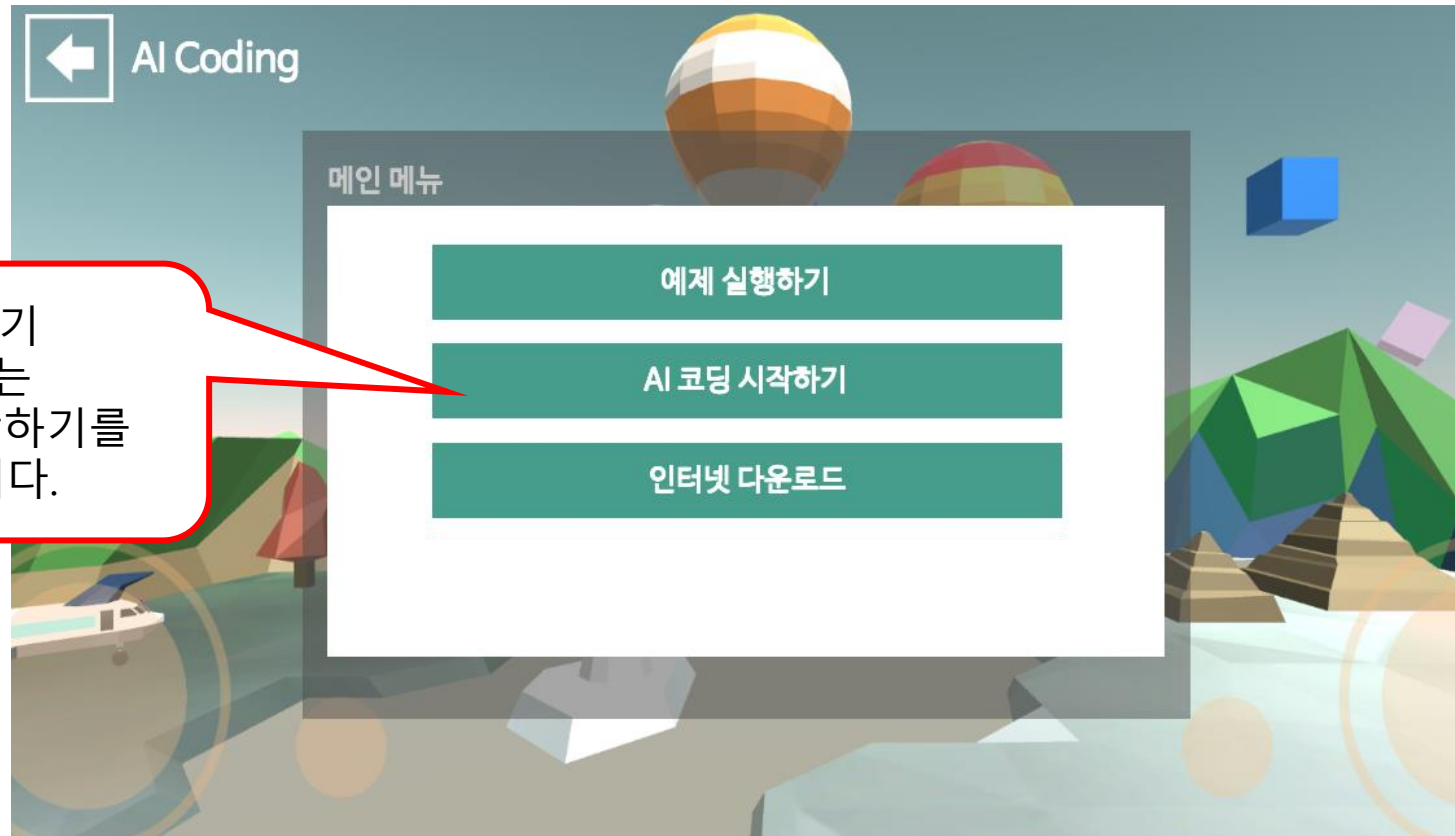 AI Coding
메인 메뉴
예제 실행하기
기
는
하기를
다.
AI 코딩 시작하기
인터넷 다운로드